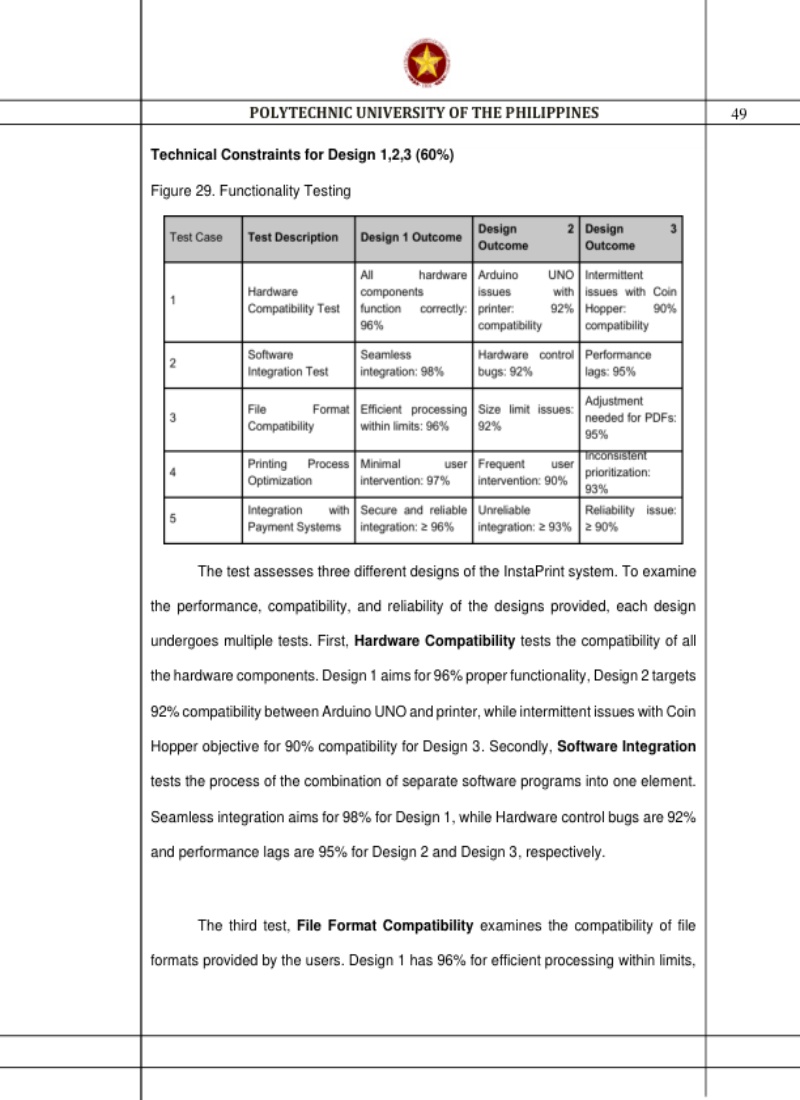 POLYTECHNIC UNIVERSITY OF THE PHILIPPINES
49
Technical Constraints for Design 1,2,3 (60%)
Figure 29. Functionality Testing
Test Case
Test Description
Design 1 Outcome
Design 2
Outcome
Design 3
Outcome
1
Hardware
Compatibility Test
All hardware
components
function correctly:
96%
Arduino UNO
issues with
printer: 92%
compatibility
Intermittent
issues with Coin
Hopper: 90%
compatibility
2
Software
Integration Test
Seamless
integration: 98%
Hardware control
bugs: 92%
Performance
lags: 95%
3
File Format
Compatibility
Efficient processing
within limits: 96%
Size limit issues:
92%
Adjustment
needed for PDFs:
95%
4
Printing Process
Optimization
Minimal user
intervention: 97%
Frequent user
intervention: 90%
Inconsistent
prioritization:
93%
5
Integration with
Payment Systems
Secure and reliable
integration: ≥ 96%
Unreliable
integration: ≥ 93%
Reliability issue:
≥ 90%
The test assesses three different designs of the InstaPrint system. To examine
the performance, compatibility, and reliability of the designs provided, each design
undergoes multiple tests. First, Hardware Compatibility tests the compatibility of all
the hardware components. Design 1 aims for 96% proper functionality, Design 2 targets
92% compatibility between Arduino UNO and printer, while intermittent issues with Coin
Hopper objective for 90% compatibility for Design 3. Secondly, Software Integration
tests the process of the combination of separate software programs into one element.
Seamless integration aims for 98% for Design 1, while Hardware control bugs are 92%
and performance lags are 95% for Design 2 and Design 3, respectively.
The third test, File Format Compatibility examines the compatibility of file
formats provided by the users. Design 1 has 96% for efficient processing within limits,